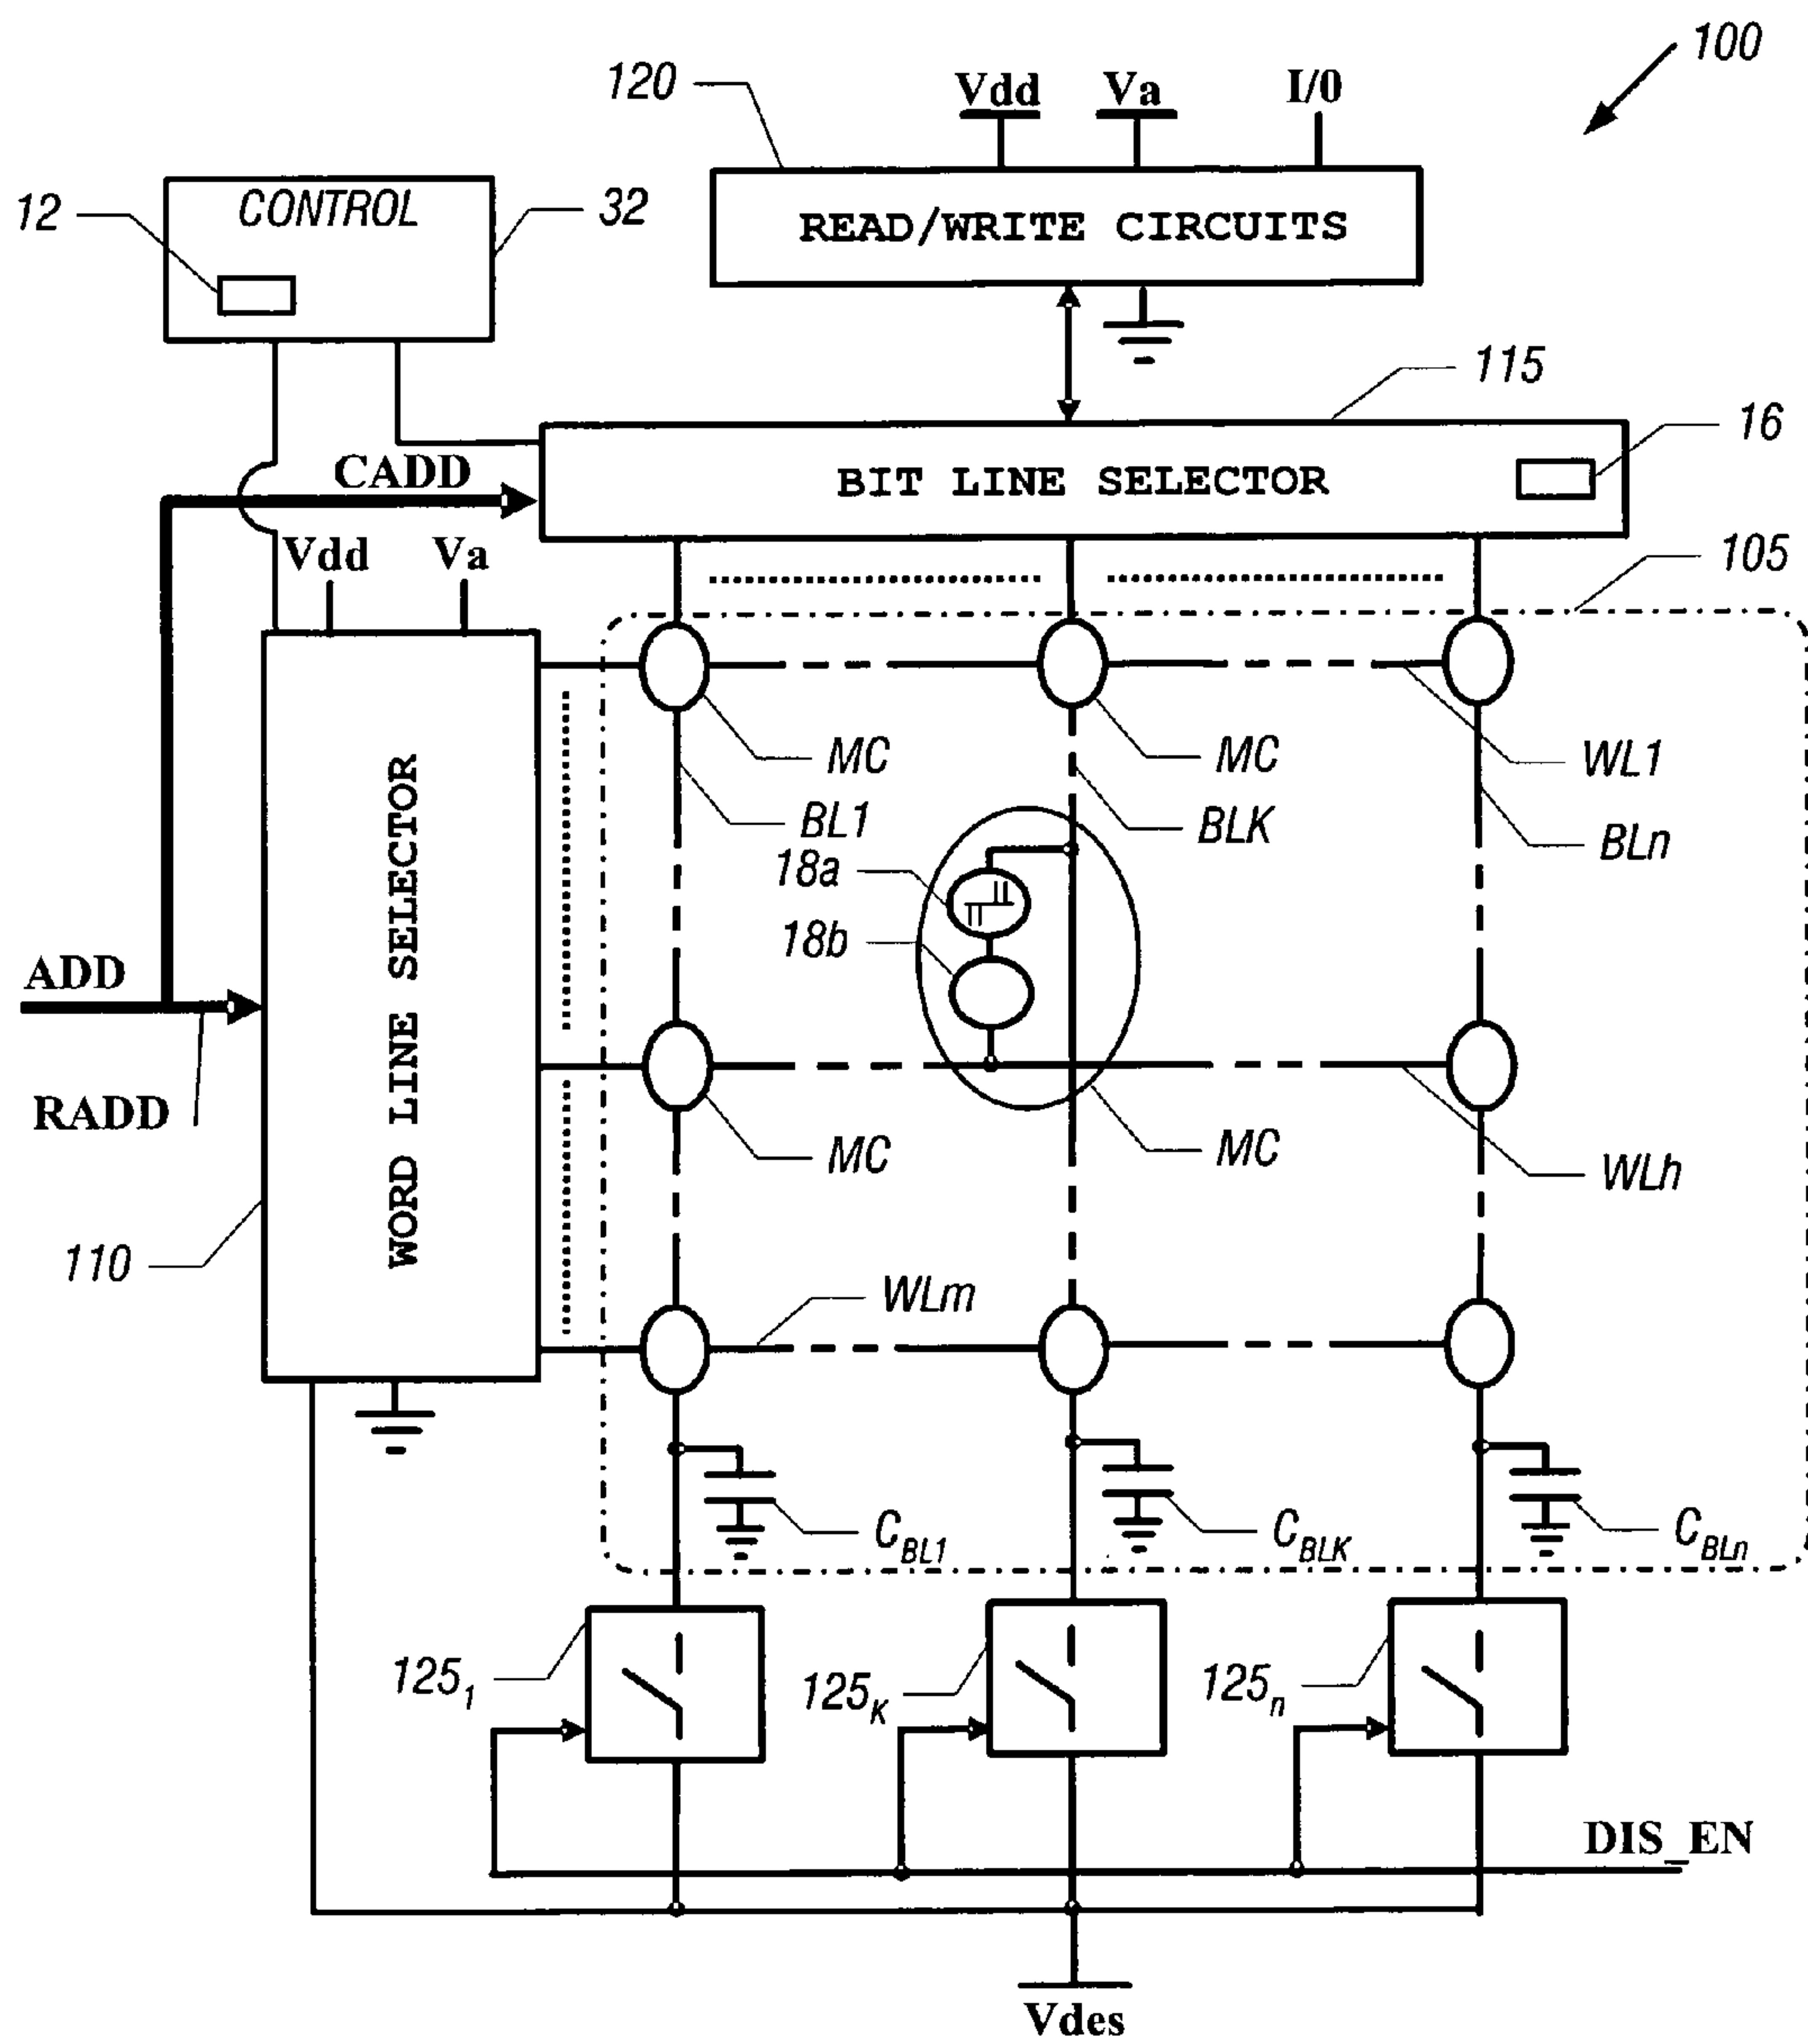 100
120
Vdd
Va
I/0
12
CONTROL
32
READ/WRITE CIRCUITS
115
16
CADD
BIT LINE SELECTOR
105
Vdd
Va
MC
MC
WL1
BL1
BLK
BLn
18a
18b
WORD LINE SELECTOR
ADD
RADD
MC
MC
WLh
110
WLm
CBL1
CBLK
CBLn
1251
125K
125n
DIS_EN
Vdes